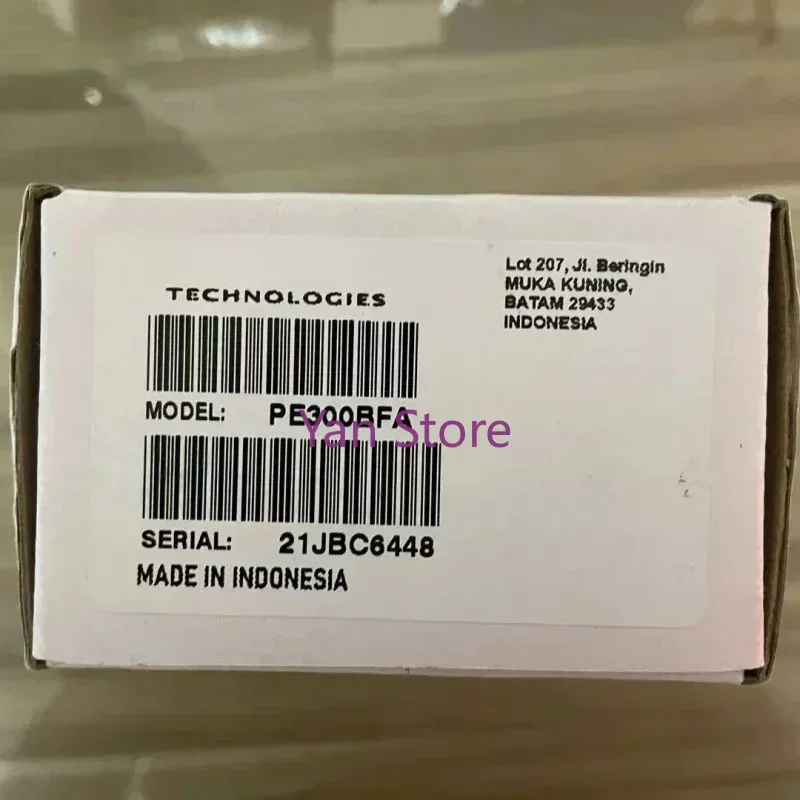 TECHNOLOGIES
Lot 207, Jl. Beringin
MUKA KUNING,
BATAM 29433
INDONESIA
MODEL: PE300BFA
Yan Store
SERIAL: 21JBC6448
MADE IN INDONESIA